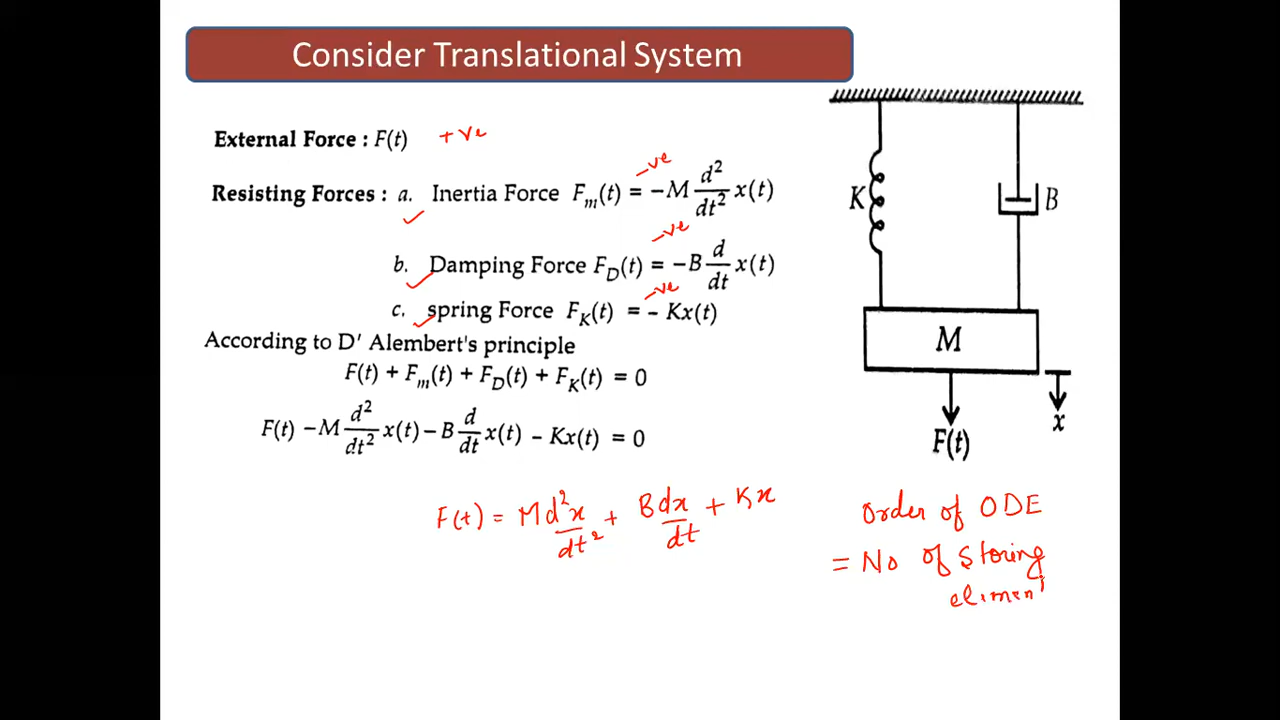 Consider Translational System
External Force : F(t) +ve
-ve
Resisting Forces : a. Inertia Force Fₘ(t) = −M d²/dt² x(t)
-ve
b. Damping Force F_D(t) = −B d/dt x(t)
-ve
c. spring Force F_K(t) = − Kx(t)
According to D' Alembert's principle
F(t) + Fₘ(t) + F_D(t) + F_K(t) = 0
F(t) −M d²/dt² x(t) − B d/dt x(t) − Kx(t) = 0
F(t) = M d²x/dt² + B dx/dt + Kx
K
B
M
x
F(t)
Order of ODE
= No of Storing
element